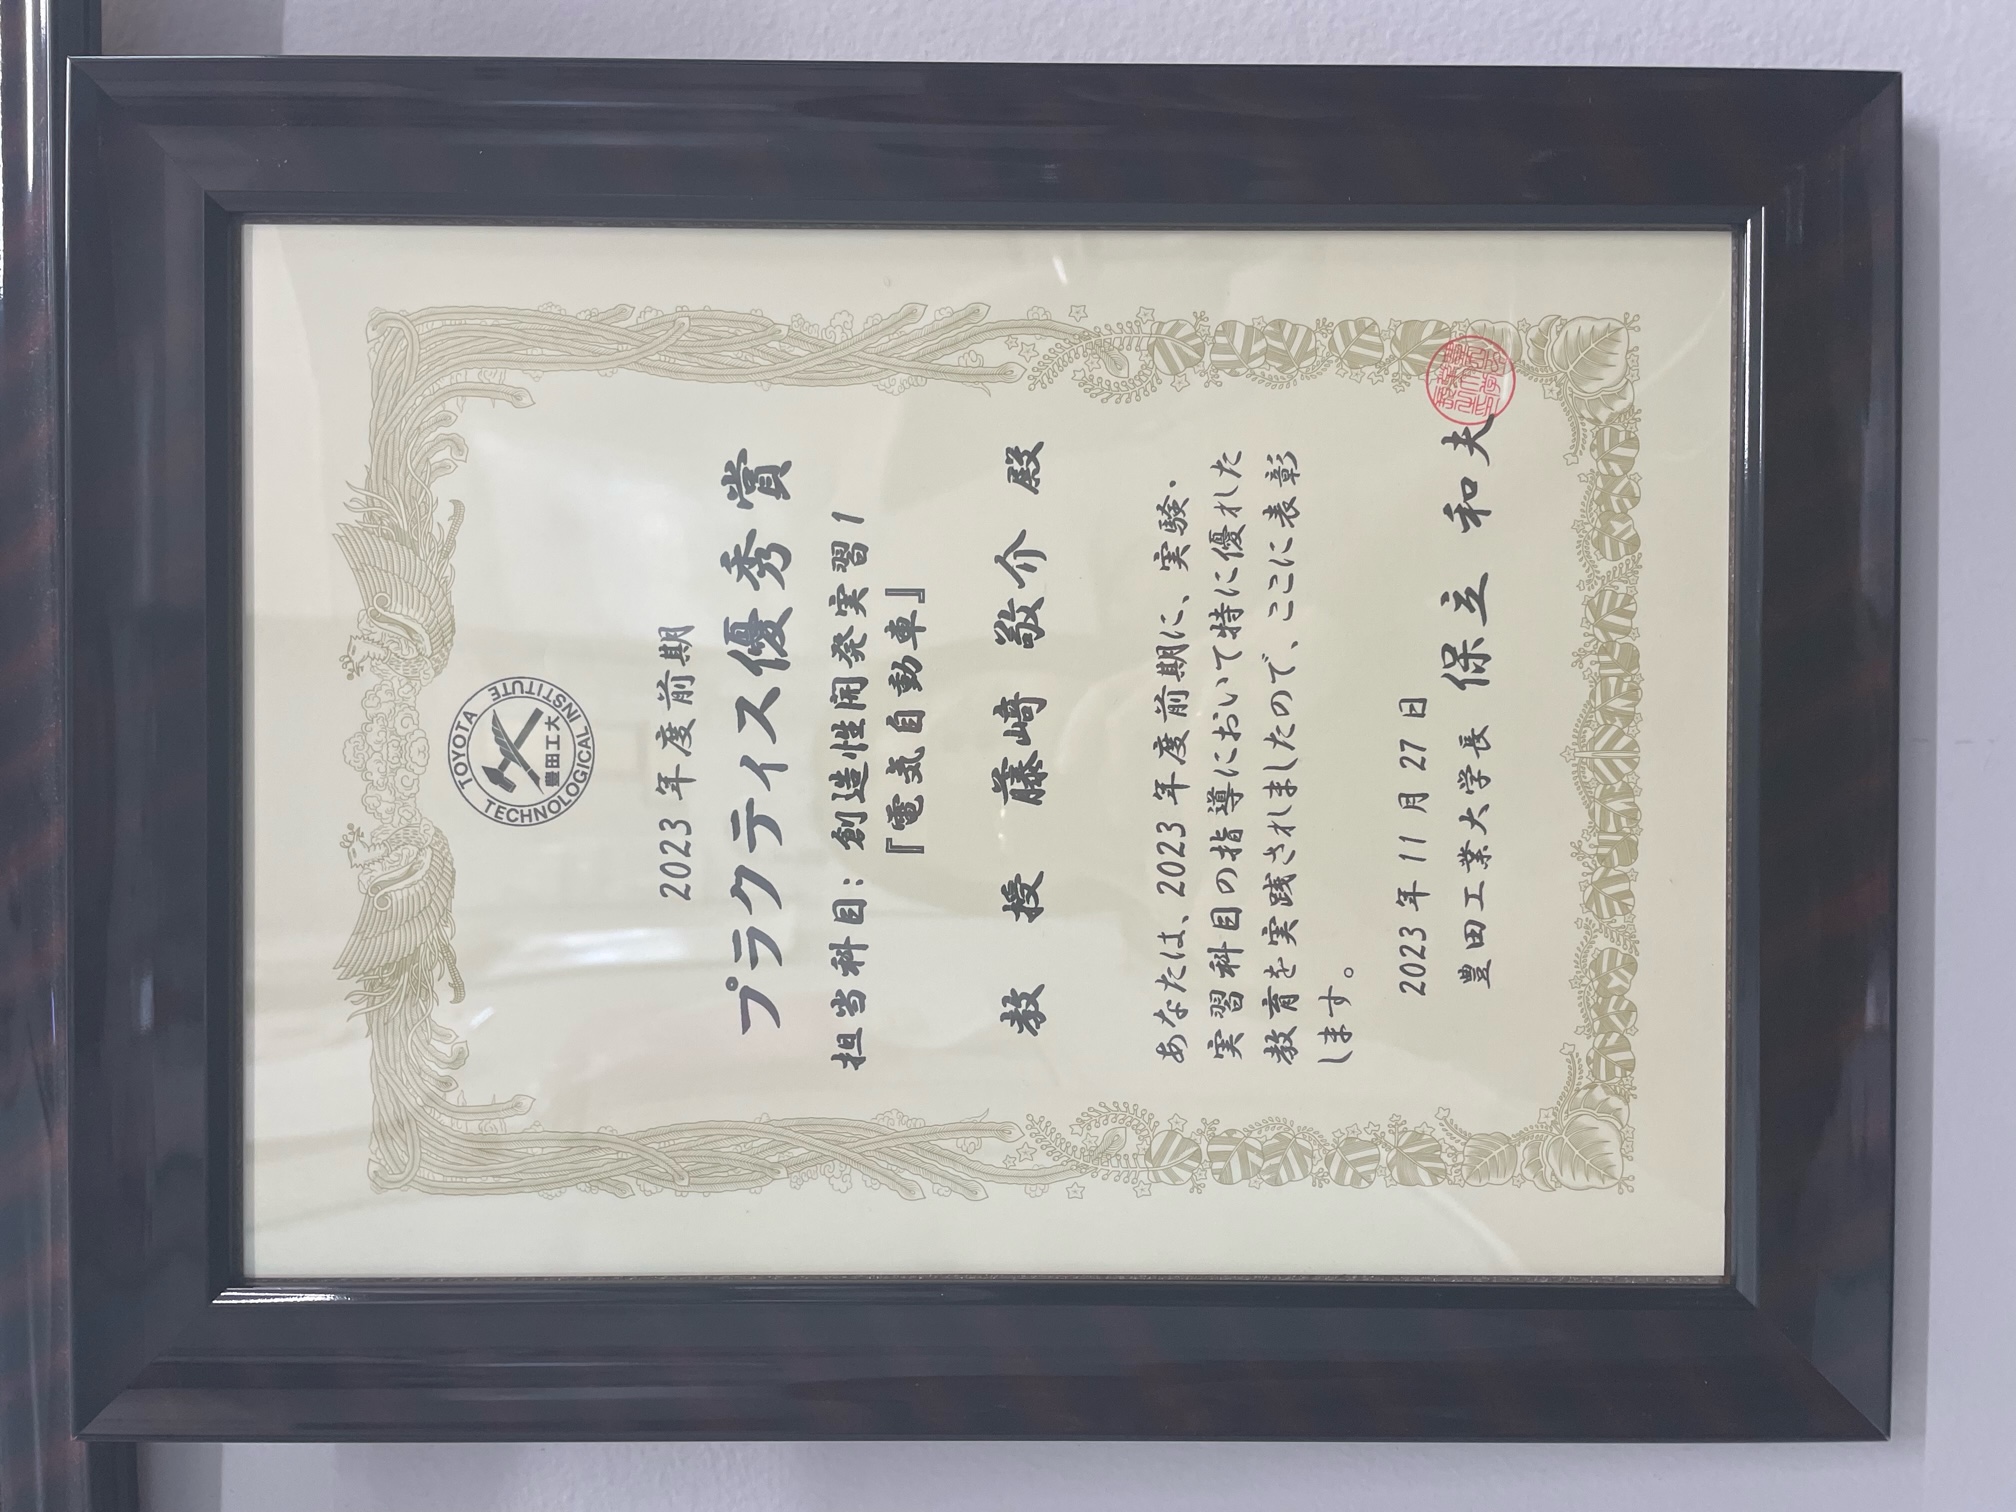 TOYOTA TECHNOLOGICAL INSTITUTE
豊田工大
2023年度前期
プラクティス優秀賞
担当科目：創造性開発実習1
『電気自動車』
教 授 藤﨑 敬介 殿
あなたは、2023年度前期に、実験・
実習科目の指導において特に優れた
教育を実践されましたので、ここに表彰
します。
2023年11月27日
豊田工業大学学長 保立 和夫